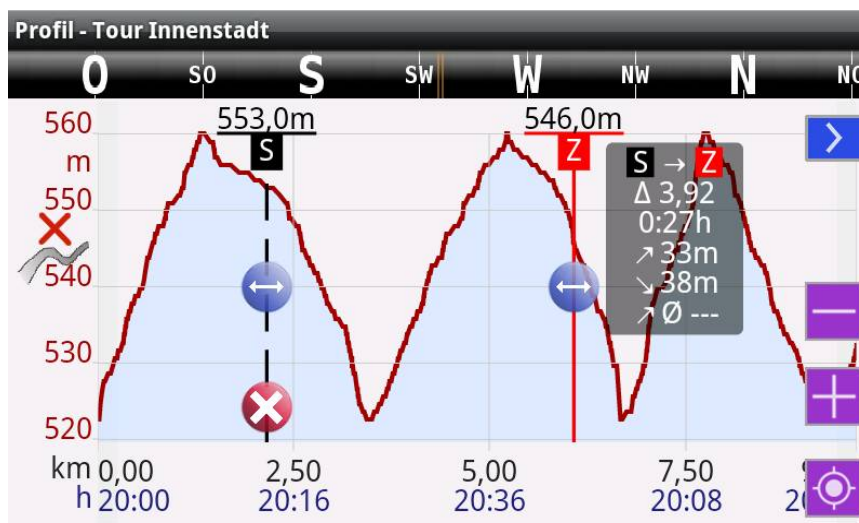 Profil - Tour Innenstadt
O SO S SW W NW N NO
560 553,0m 546,0m
m S Z S → Z
550 Δ 3,92
0:27h
↗ 33m
540 ↘ 38m
↗ Ø ---
530
520
km 0,00 2,50 5,00 7,50
h 20:00 20:16 20:36 20:08